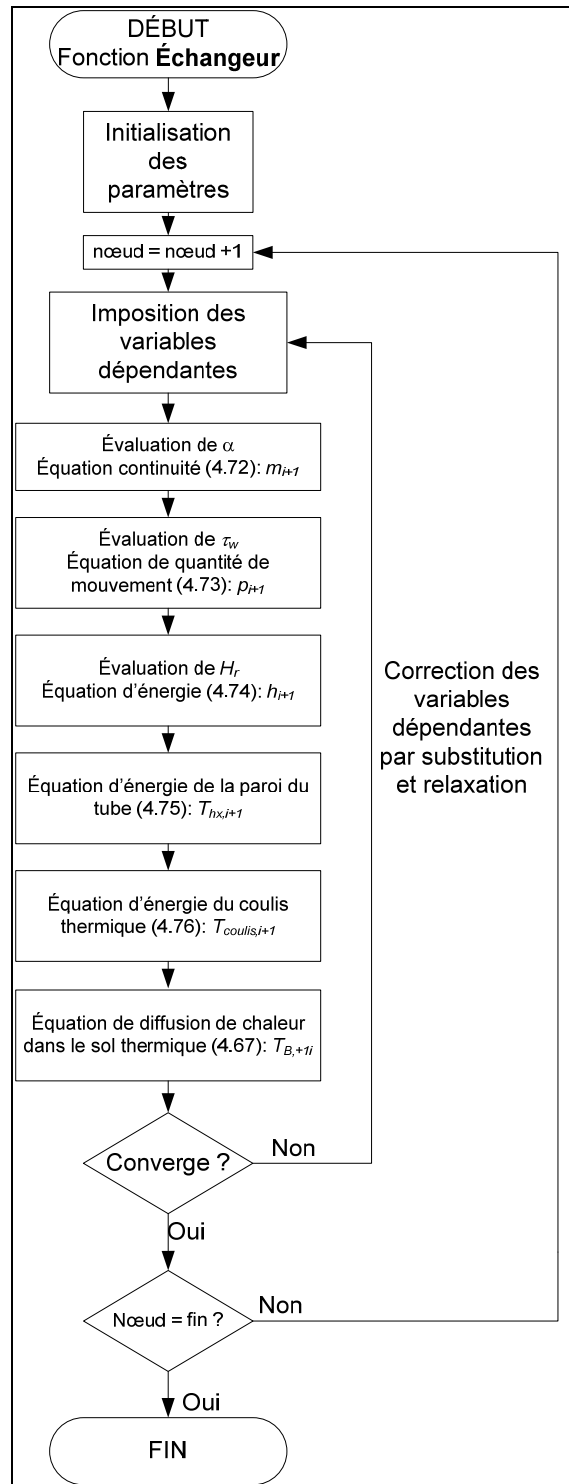 DÉBUT
Fonction Échangeur
Initialisation
des
paramètres
nœud = nœud +1
Imposition des
variables
dépendantes
Évaluation de α
Équation continuité (4.72): mi+1
Évaluation de τw
Équation de quantité de
mouvement (4.73): pi+1
Évaluation de Hr
Équation d'énergie (4.74): hi+1
Équation d'énergie de la paroi du
tube (4.75): Thx,i+1
Équation d'énergie du coulis
thermique (4.76): Tcoulis,i+1
Équation de diffusion de chaleur
dans le sol thermique (4.67): TB,+1i
Converge ?
Non
Oui
Correction des
variables
dépendantes
par substitution
et relaxation
Nœud = fin ?
Non
Oui
FIN